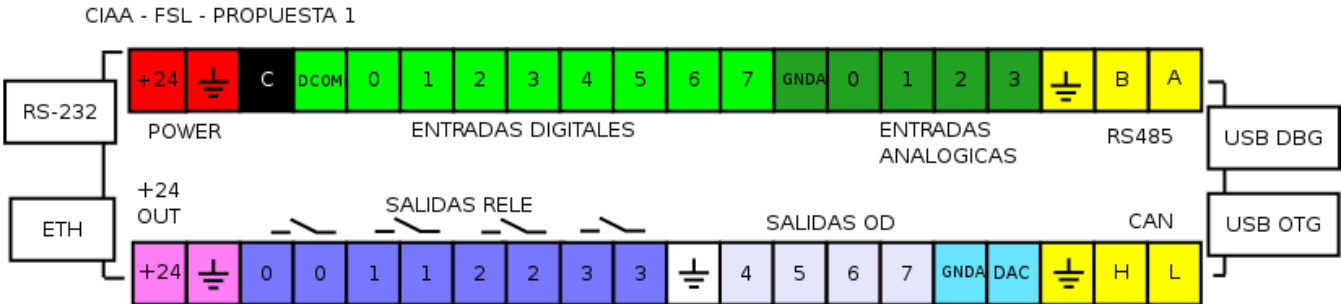 CIAA - FSL - PROPUESTA 1
+24 C DCOM 0 1 2 3 4 5 6 7 GNDA 0 1 2 3 B A
RS-232
POWER
ENTRADAS DIGITALES
ENTRADAS
ANALOGICAS
RS485
USB DBG
+24
OUT
SALIDAS RELE
SALIDAS OD
CAN
ETH
USB OTG
+24 0 0 1 1 2 2 3 3 4 5 6 7 GNDA DAC H L